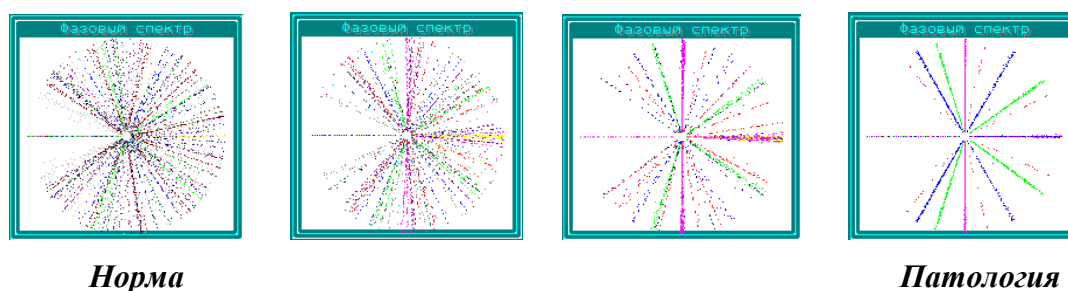 Фазовый спектр
Фазовый спектр
Фазовый спектр
Фазовый спектр
Норма
Патология